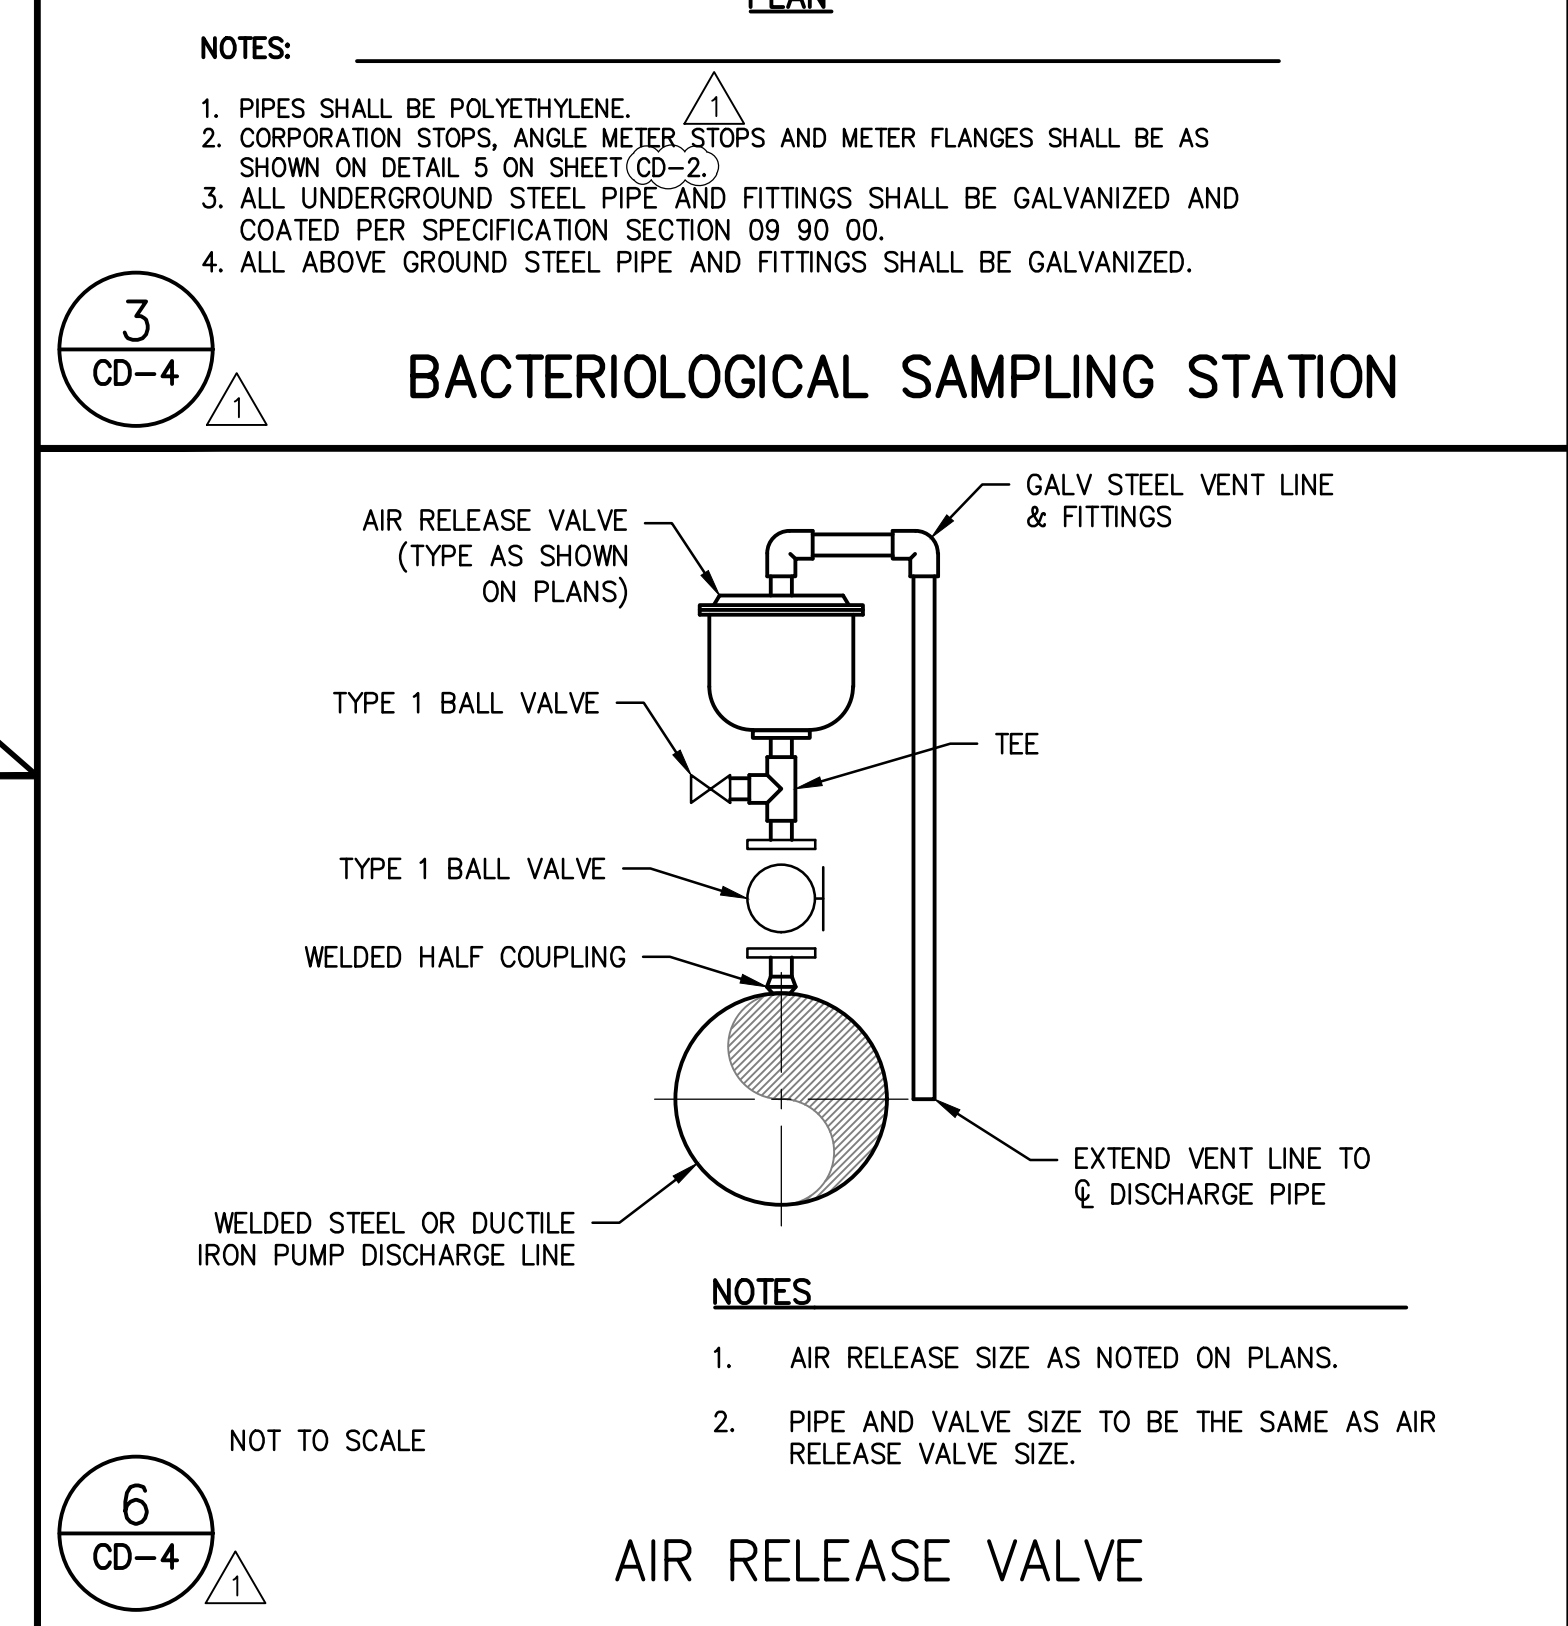 PLAN
NOTES:
1
1. PIPES SHALL BE POLYETHYLENE.
2. CORPORATION STOPS, ANGLE METER STOPS AND METER FLANGES SHALL BE AS
SHOWN ON DETAIL 5 ON SHEET CD-2.
3. ALL UNDERGROUND STEEL PIPE AND FITTINGS SHALL BE GALVANIZED AND
COATED PER SPECIFICATION SECTION 09 90 00.
4. ALL ABOVE GROUND STEEL PIPE AND FITTINGS SHALL BE GALVANIZED.
3
CD-4
1
BACTERIOLOGICAL SAMPLING STATION
GALV STEEL VENT LINE
& FITTINGS
AIR RELEASE VALVE
(TYPE AS SHOWN
ON PLANS)
TYPE 1 BALL VALVE
TEE
TYPE 1 BALL VALVE
WELDED HALF COUPLING
EXTEND VENT LINE TO
℄ DISCHARGE PIPE
WELDED STEEL OR DUCTILE
IRON PUMP DISCHARGE LINE
NOTES
1. AIR RELEASE SIZE AS NOTED ON PLANS.
2. PIPE AND VALVE SIZE TO BE THE SAME AS AIR
RELEASE VALVE SIZE.
NOT TO SCALE
6
CD-4
1
AIR RELEASE VALVE